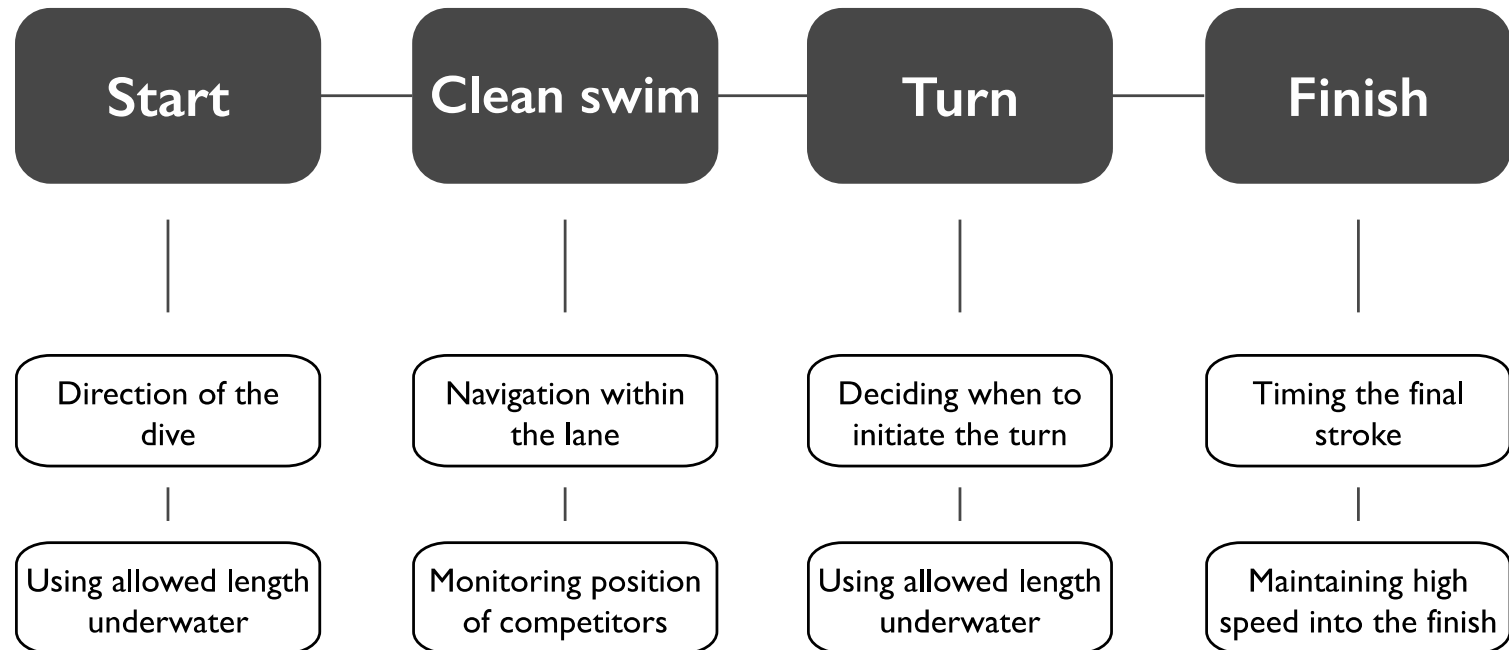 Start
Clean swim
Turn
Finish
Direction of the
dive
Navigation within
the lane
Deciding when to
initiate the turn
Timing the final
stroke
Using allowed length
underwater
Monitoring position
of competitors
Using allowed length
underwater
Maintaining high
speed into the finish